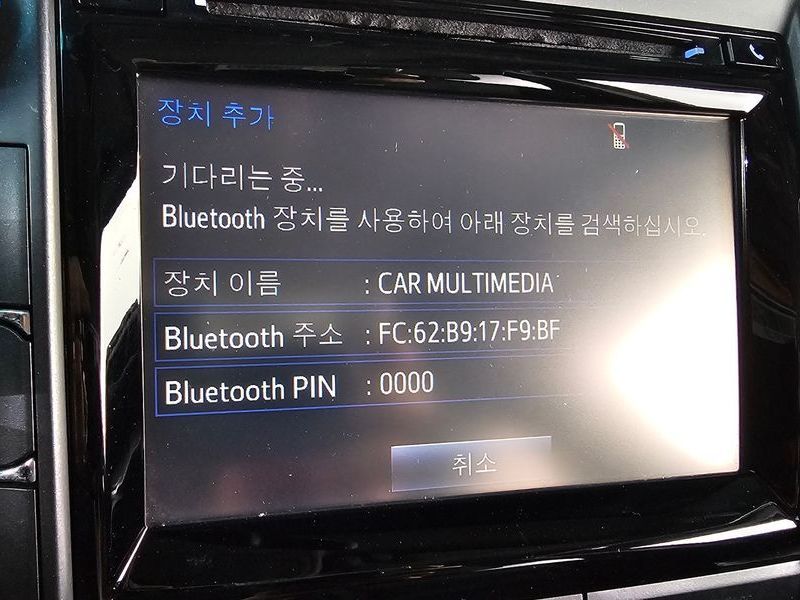 장치 추가
기다리는 중...
Bluetooth 장치를 사용하여 아래 장치를 검색하십시오.
장치 이름 : CAR MULTIMEDIA
Bluetooth 주소 : FC:62:B9:17:F9:BF
Bluetooth PIN : 0000
취소